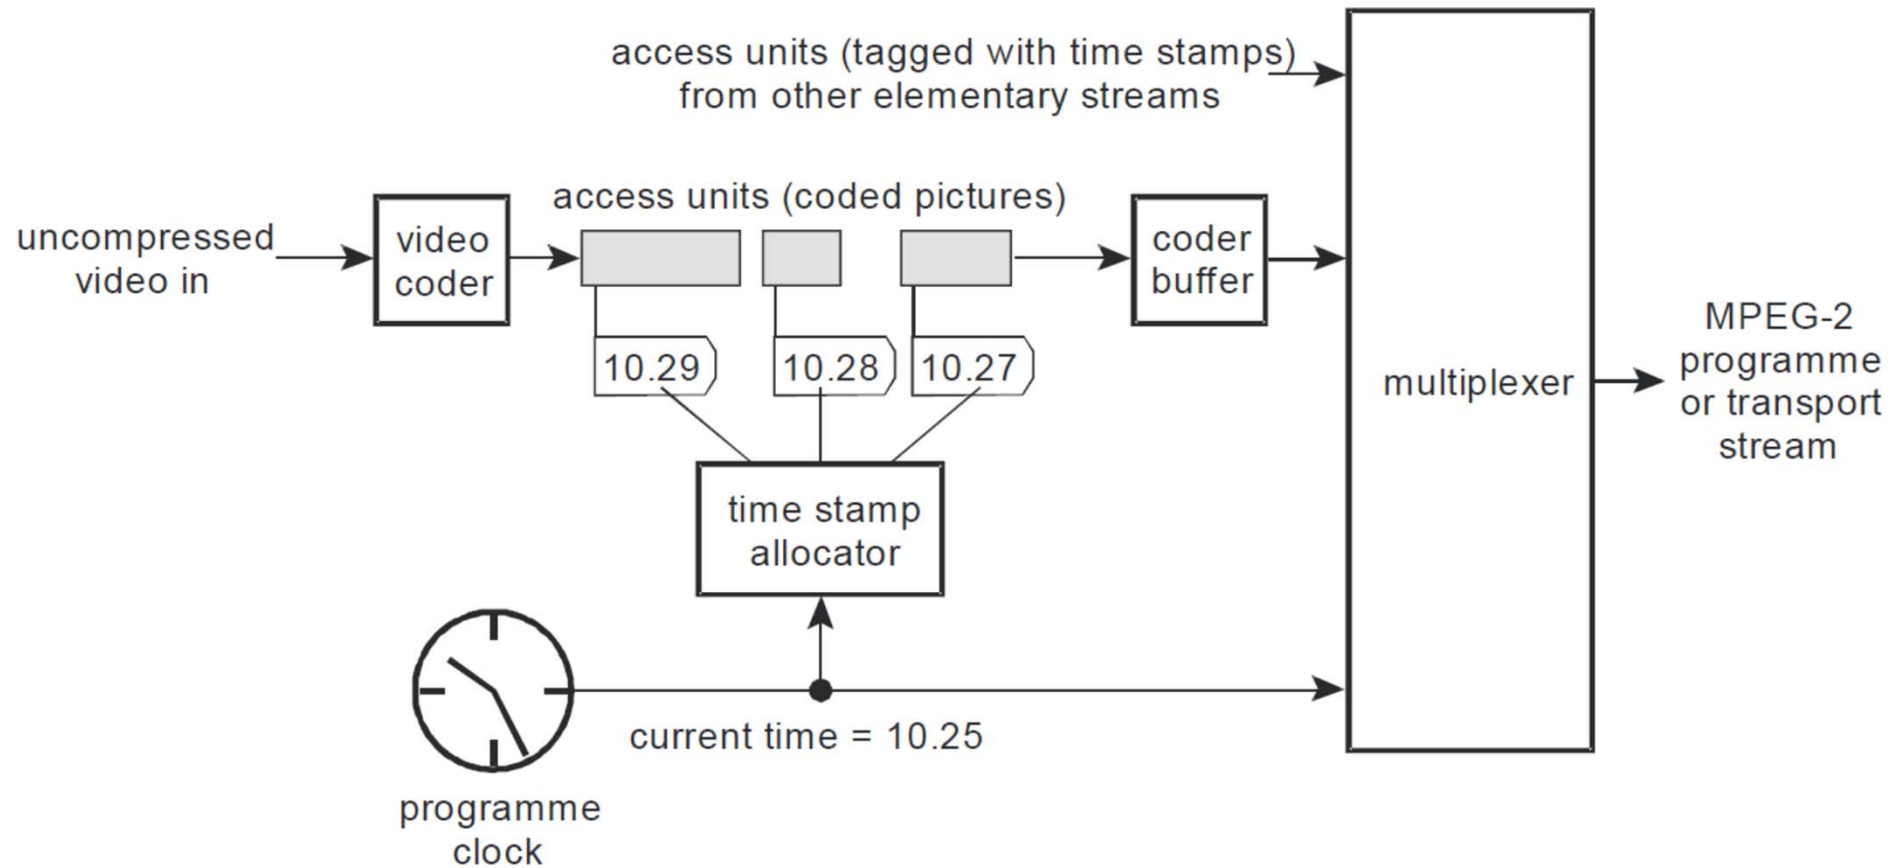 access units (tagged with time stamps)
from other elementary streams
access units (coded pictures)
uncompressed
video in
video
coder
coder
buffer
10.29
10.28
10.27
MPEG-2
programme
or transport
stream
multiplexer
time stamp
allocator
current time = 10.25
programme
clock